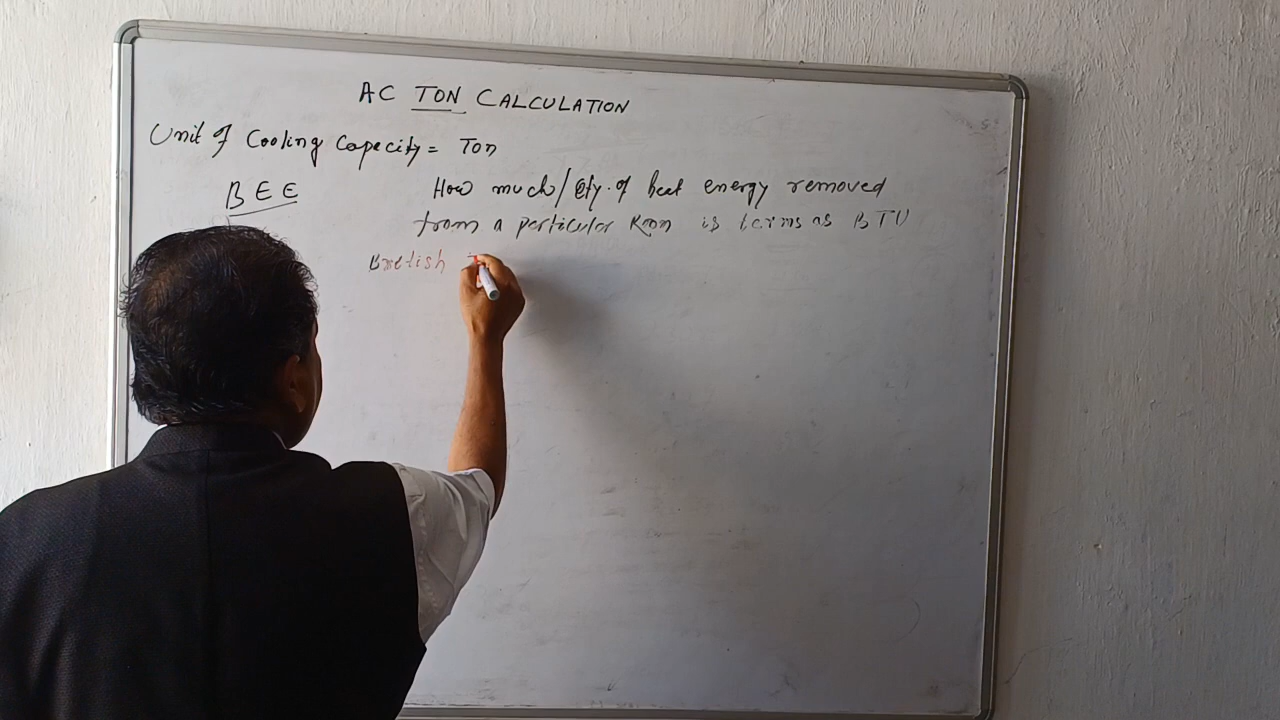 AC TON CALCULATION
Unit of Cooling Capacity = Ton
BEE
How much/Qty. of heat energy removed
from a particular Room is terms as BTU
Bretish